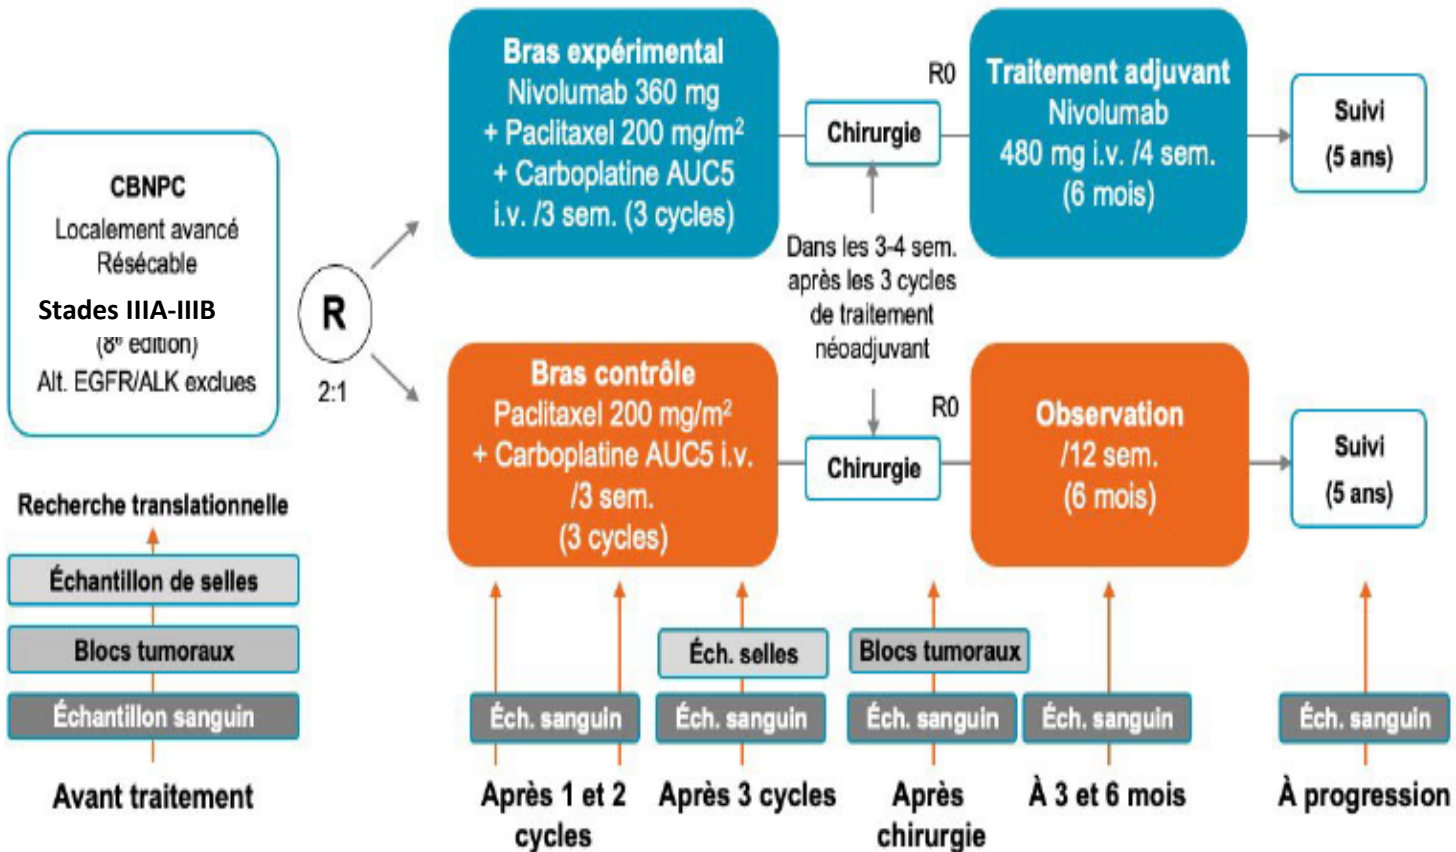 CBNPC
Localement avancé
Résécable
Stades IIIA-IIIB
(8e édition)
Alt. EGFR/ALK exclues
R
2:1
Bras expérimental
Nivolumab 360 mg
+ Paclitaxel 200 mg/m²
+ Carboplatine AUC5
i.v. /3 sem. (3 cycles)
Chirurgie
R0
Traitement adjuvant
Nivolumab
480 mg i.v. /4 sem.
(6 mois)
Suivi
(5 ans)
Dans les 3-4 sem.
après les 3 cycles
de traitement
néoadjuvant
Bras contrôle
Paclitaxel 200 mg/m²
+ Carboplatine AUC5 i.v.
/3 sem.
(3 cycles)
Chirurgie
R0
Observation
/12 sem.
(6 mois)
Suivi
(5 ans)
Recherche translationnelle
Échantillon de selles
Blocs tumoraux
Échantillon sanguin
Avant traitement
Éch. sanguin
Après 1 et 2
cycles
Éch. selles
Éch. sanguin
Après 3 cycles
Blocs tumoraux
Éch. sanguin
Après
chirurgie
Éch. sanguin
À 3 et 6 mois
Éch. sanguin
À progression